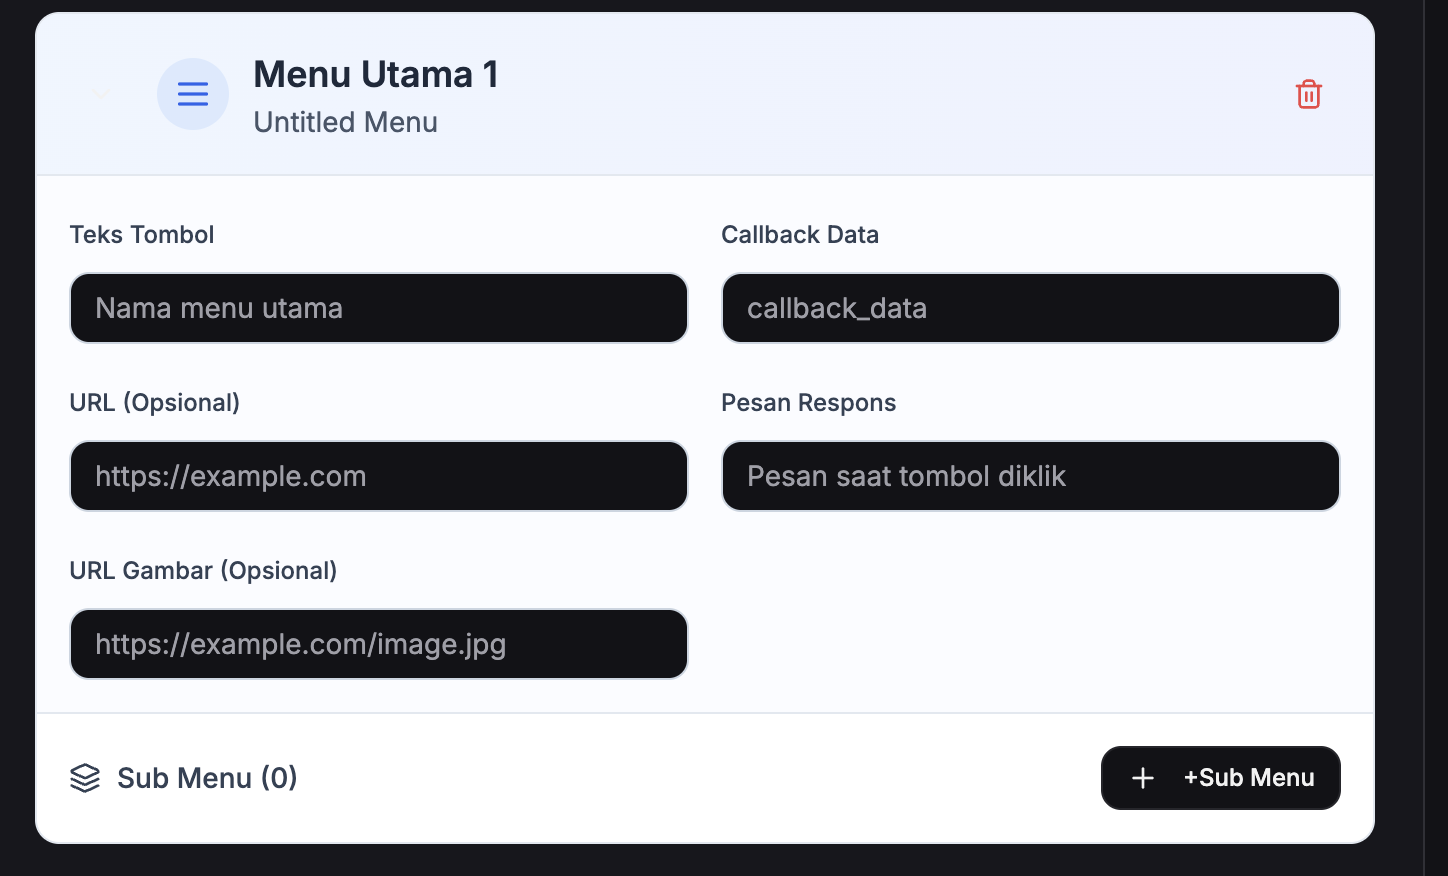 Menu Utama 1
Untitled Menu
Teks Tombol
Callback Data
Nama menu utama
callback_data
URL (Opsional)
Pesan Respons
https://example.com
Pesan saat tombol diklik
URL Gambar (Opsional)
https://example.com/image.jpg
Sub Menu (0)
+Sub Menu